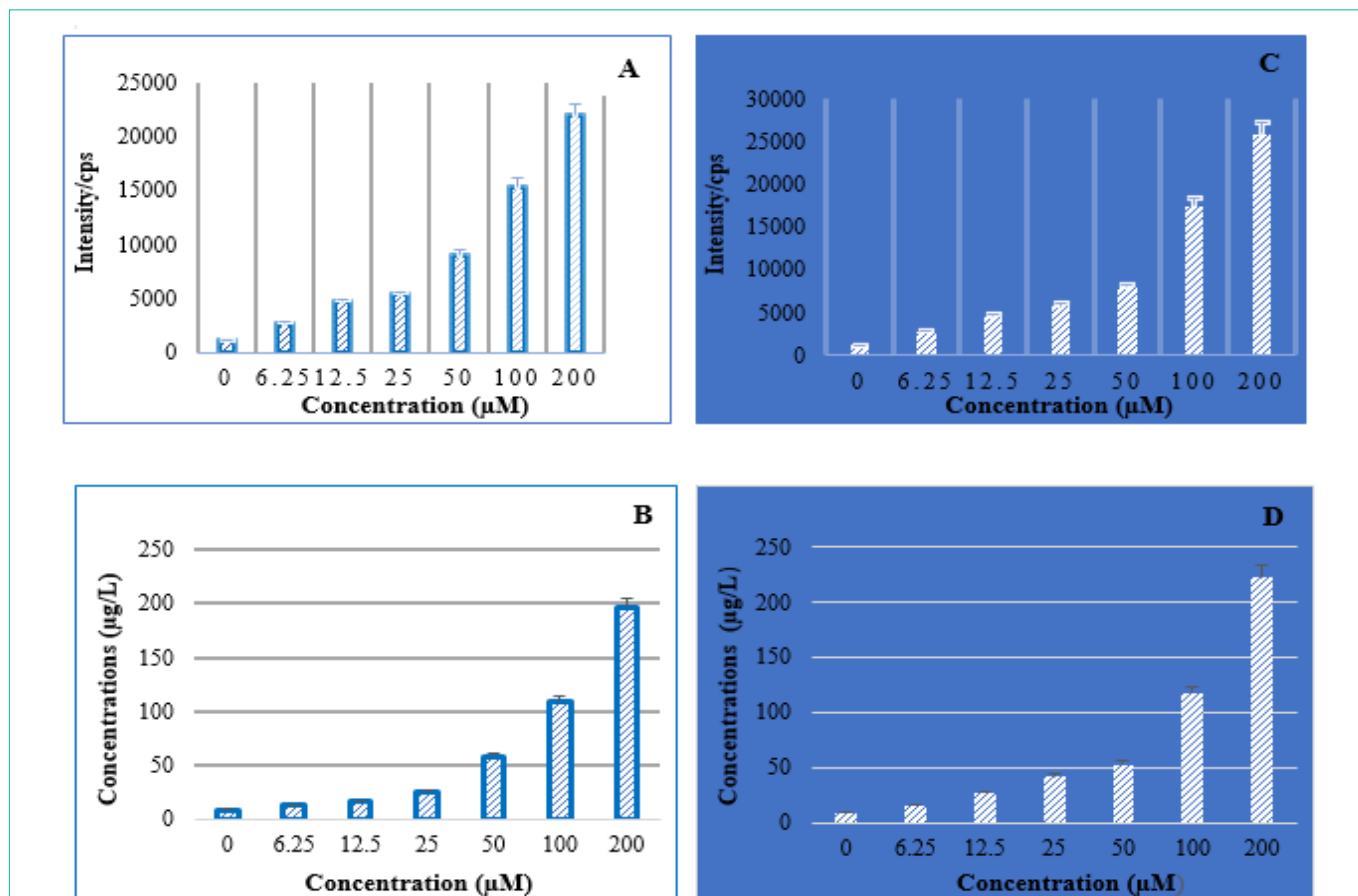 A
Intensity/cps
25000
20000
15000
10000
5000
0
0 6.25 12.5 25 50 100 200
Concentration (µM)
C
Intensity/cps
30000
25000
20000
15000
10000
5000
0
0 6.25 12.5 25 50 100 200
Concentration (µM)
B
Concentrations (µg/L)
250
200
150
100
50
0
0 6.25 12.5 25 50 100 200
Concentration (µM)
D
Concentrations (µg/L)
250
200
150
100
50
0
0 6.25 12.5 25 50 100 200
Concentration (µM)